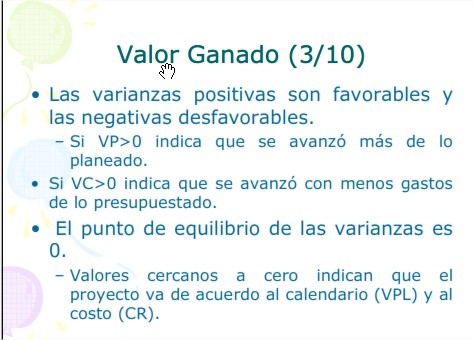 Valor Ganado (3/10)
• Las varianzas positivas son favorables y
las negativas desfavorables.
– Si VP>0 indica que se avanzó más de lo
planeado.
• Si VC>0 indica que se avanzó con menos gastos
de lo presupuestado.
• El punto de equilibrio de las varianzas es
0.
– Valores cercanos a cero indican que el
proyecto va de acuerdo al calendario (VPL) y al
costo (CR).